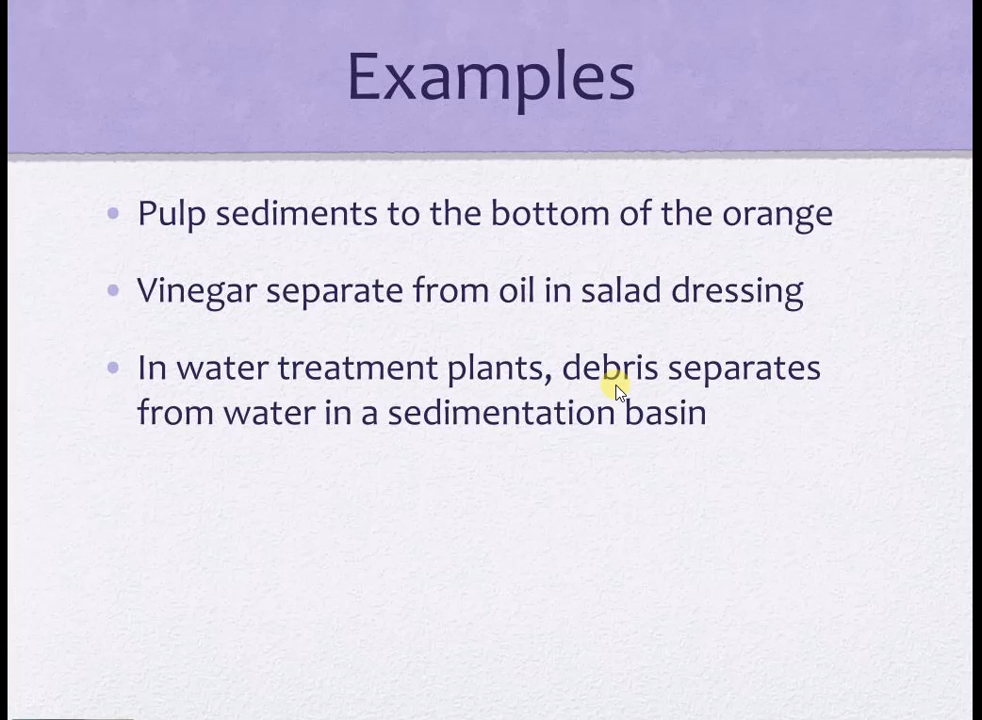 Examples
• Pulp sediments to the bottom of the orange
• Vinegar separate from oil in salad dressing
• In water treatment plants, debris separates
from water in a sedimentation basin